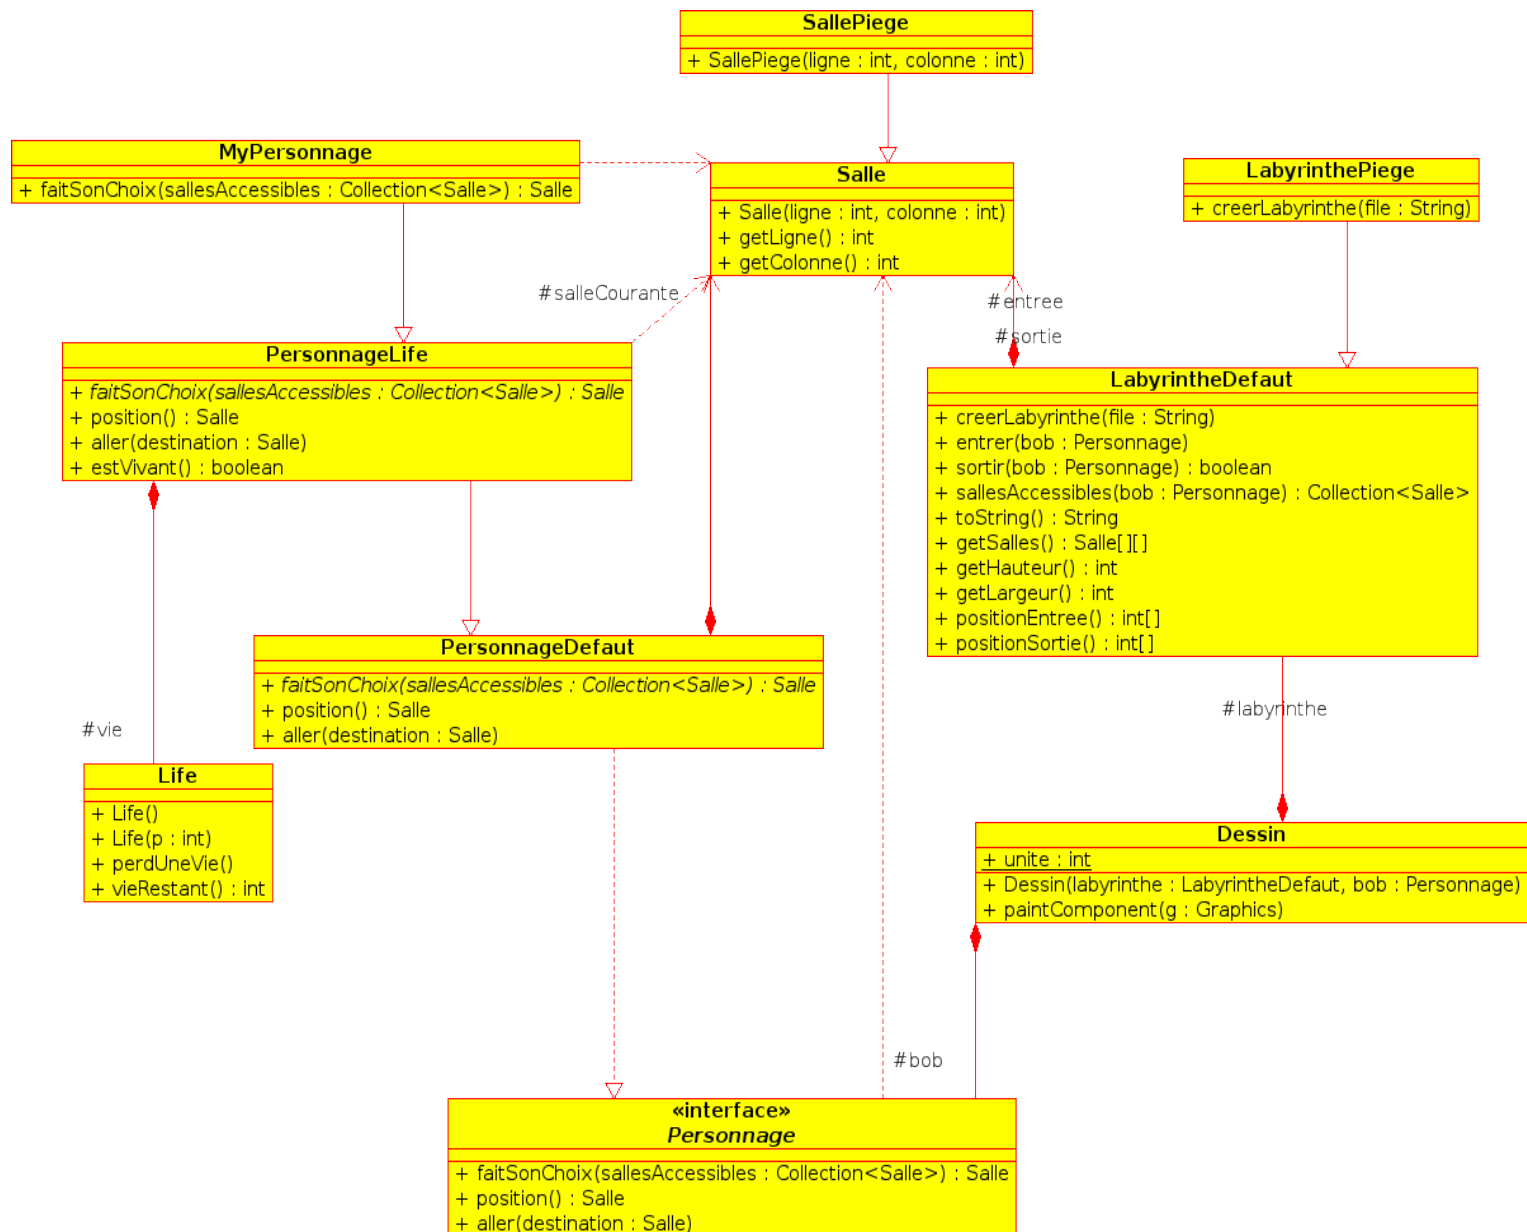 SallePiege
+ SallePiege(ligne : int, colonne : int)
MyPersonnage
+ faitSonChoix(sallesAccessibles : Collection<Salle>) : Salle
Salle
+ Salle(ligne : int, colonne : int)
+ getLigne() : int
+ getColonne() : int
LabyrinthePiege
+ creerLabyrinthe(file : String)
#salleCourante
#entree
#sortie
PersonnageLife
+ faitSonChoix(sallesAccessibles : Collection<Salle>) : Salle
+ position() : Salle
+ aller(destination : Salle)
+ estVivant() : boolean
LabyrintheDefaut
+ creerLabyrinthe(file : String)
+ entrer(bob : Personnage)
+ sortir(bob : Personnage) : boolean
+ sallesAccessibles(bob : Personnage) : Collection<Salle>
+ toString() : String
+ getSalles() : Salle[][]
+ getHauteur() : int
+ getLargeur() : int
+ positionEntree() : int[]
+ positionSortie() : int[]
PersonnageDefaut
+ faitSonChoix(sallesAccessibles : Collection<Salle>) : Salle
+ position() : Salle
+ aller(destination : Salle)
#vie
#labyrinthe
Life
+ Life()
+ Life(p : int)
+ perdUneVie()
+ vieRestant() : int
Dessin
+ unite : int
+ Dessin(labyrinthe : LabyrintheDefaut, bob : Personnage)
+ paintComponent(g : Graphics)
#bob
«interface»
Personnage
+ faitSonChoix(sallesAccessibles : Collection<Salle>) : Salle
+ position() : Salle
+ aller(destination : Salle)